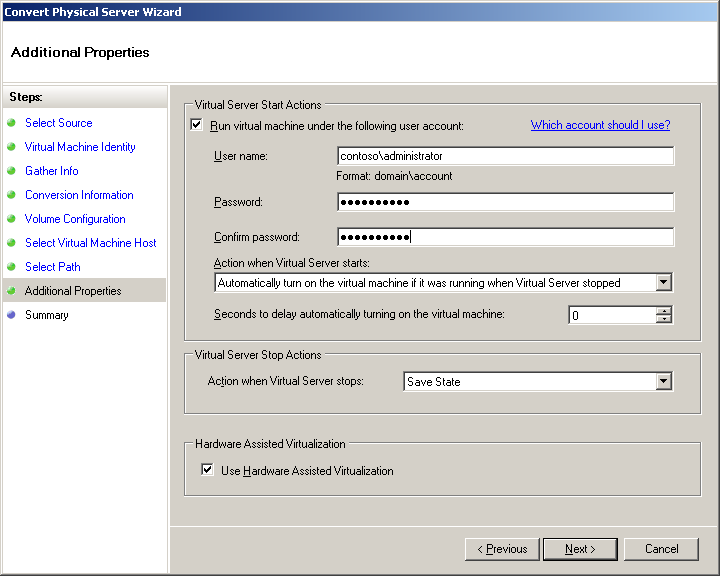 Convert Physical Server Wizard
Additional Properties
Steps:
Select Source
Virtual Machine Identity
Gather Info
Conversion Information
Volume Configuration
Select Virtual Machine Host
Select Path
Additional Properties
Summary
Virtual Server Start Actions
Run virtual machine under the following user account:
Which account should I use?
User name:
contoso\administrator
Format: domain\account
Password:
●●●●●●●●●●
Confirm password:
●●●●●●●●●●
Action when Virtual Server starts:
Automatically turn on the virtual machine if it was running when Virtual Server stopped
Seconds to delay automatically turning on the virtual machine:
0
Virtual Server Stop Actions
Action when Virtual Server stops:
Save State
Hardware Assisted Virtualization
Use Hardware Assisted Virtualization
< Previous
Next >
Cancel